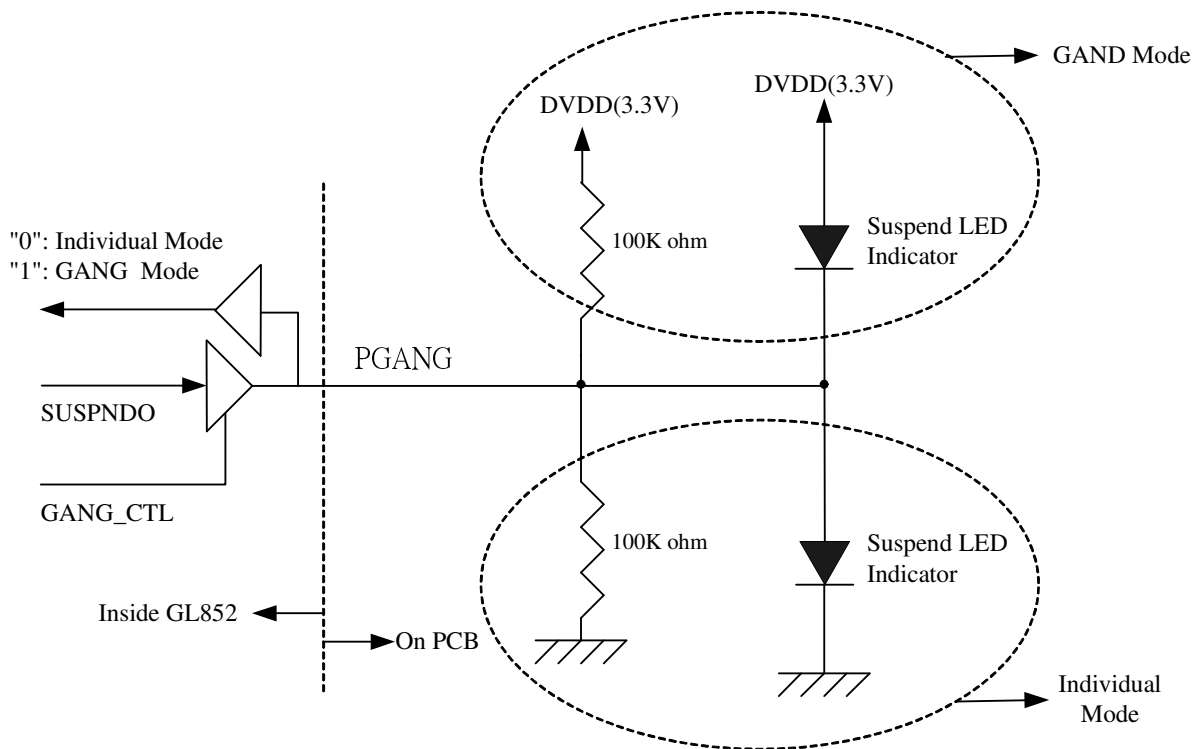 GAND Mode
DVDD(3.3V)
DVDD(3.3V)
"0": Individual Mode
"1": GANG Mode
100K ohm
Suspend LED
Indicator
PGANG
SUSPNDO
GANG_CTL
100K ohm
Suspend LED
Indicator
Inside GL852
On PCB
Individual
Mode